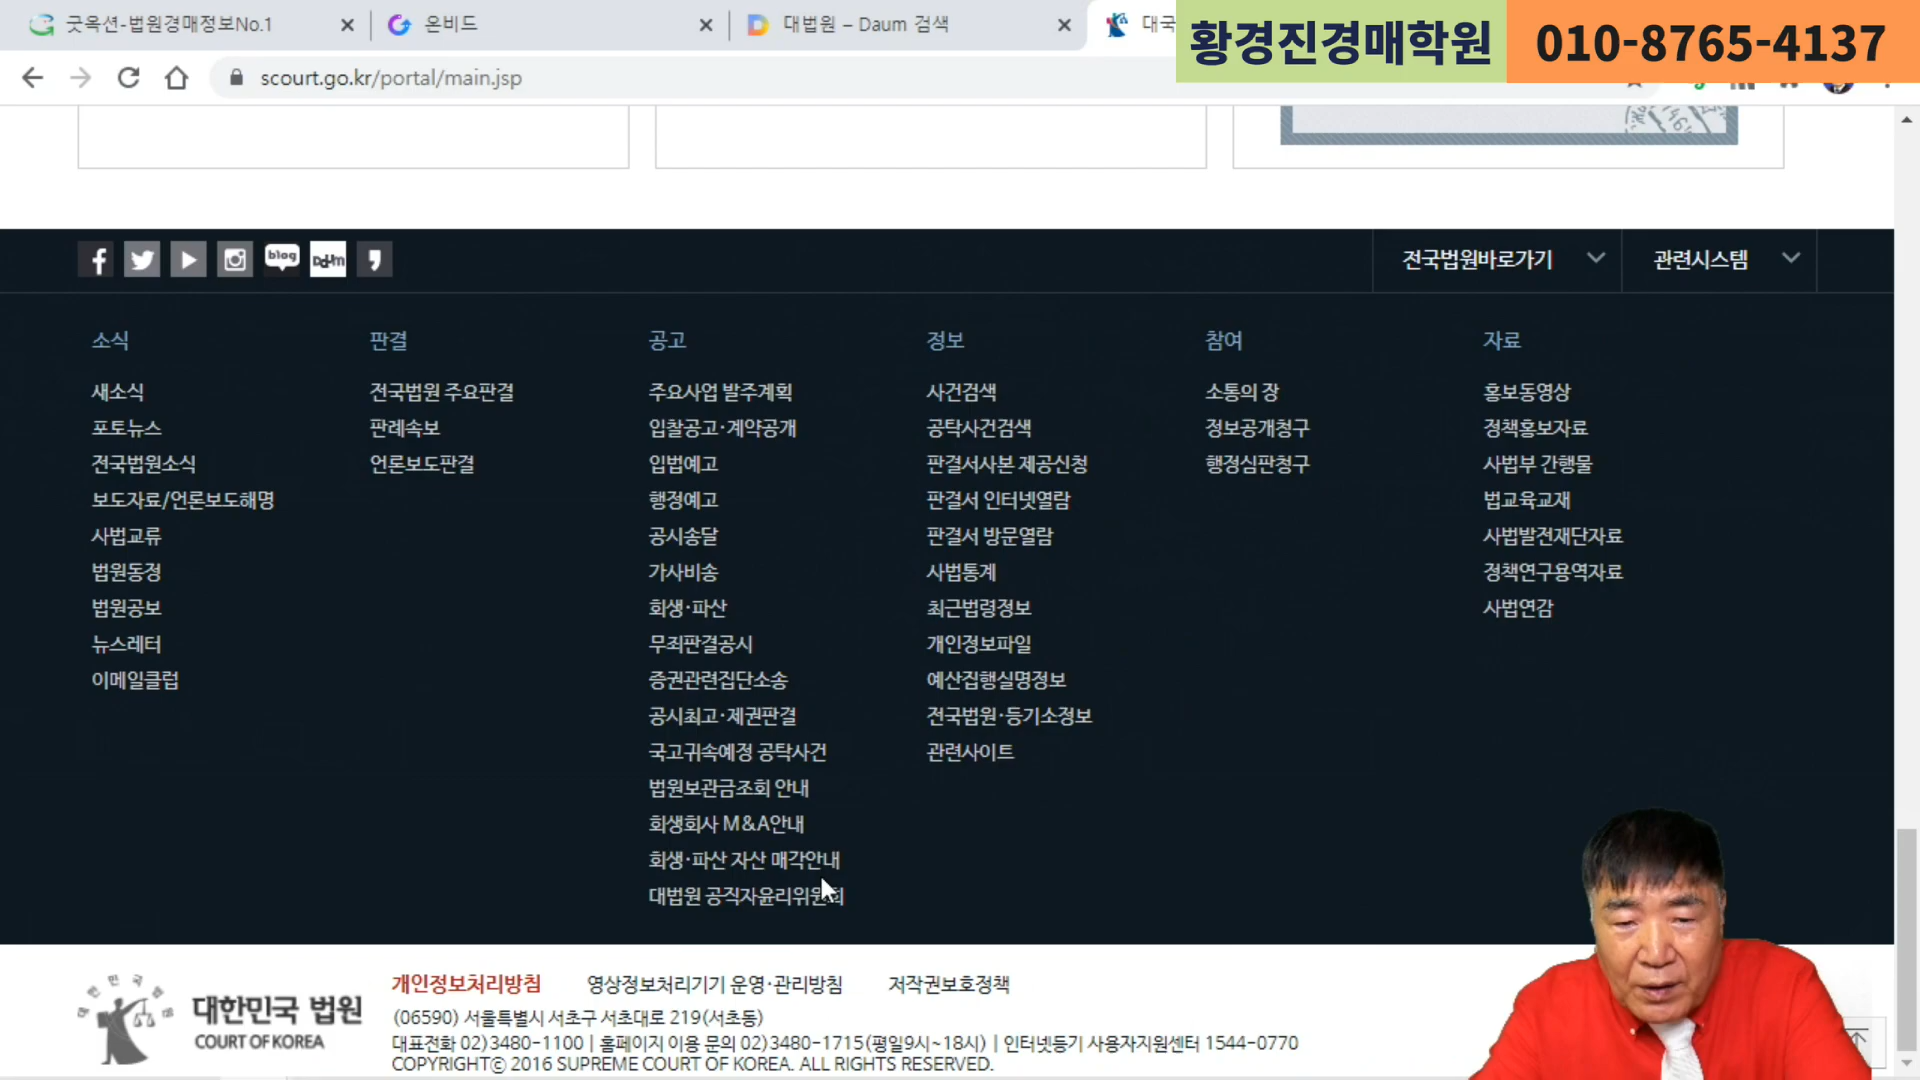 굿옥션-법원경매정보No.1
온비드
대법원 – Daum 검색
대국
황경진경매학원
010-8765-4137
scourt.go.kr/portal/main.jsp
blog
Daum
전국법원바로가기
관련시스템
소식
새소식
포토뉴스
전국법원소식
보도자료/언론보도해명
사법교류
법원동정
법원공보
뉴스레터
이메일클럽
판결
전국법원 주요판결
판례속보
언론보도판결
공고
주요사업 발주계획
입찰공고·계약공개
입법예고
행정예고
공시송달
가사비송
회생·파산
무죄판결공시
증권관련집단소송
공시최고·제권판결
국고귀속예정 공탁사건
법원보관금조회 안내
회생회사 M&A안내
회생·파산 자산 매각안내
대법원 공직자윤리위원회
정보
사건검색
공탁사건검색
판결서사본 제공신청
판결서 인터넷열람
판결서 방문열람
사법통계
최근법령정보
개인정보파일
예산집행실명정보
전국법원·등기소정보
관련사이트
참여
소통의 장
정보공개청구
행정심판청구
자료
홍보동영상
정책홍보자료
사법부 간행물
법교육교재
사법발전재단자료
정책연구용역자료
사법연감
대한민국 법원
COURT OF KOREA
개인정보처리방침
영상정보처리기기 운영·관리방침
저작권보호정책
(06590) 서울특별시 서초구 서초대로 219(서초동)
대표전화 02)3480-1100 | 홈페이지 이용 문의 02)3480-1715(평일9시~18시) | 인터넷등기 사용자지원센터 1544-0770
COPYRIGHTⓒ 2016 SUPREME COURT OF KOREA. ALL RIGHTS RESERVED.